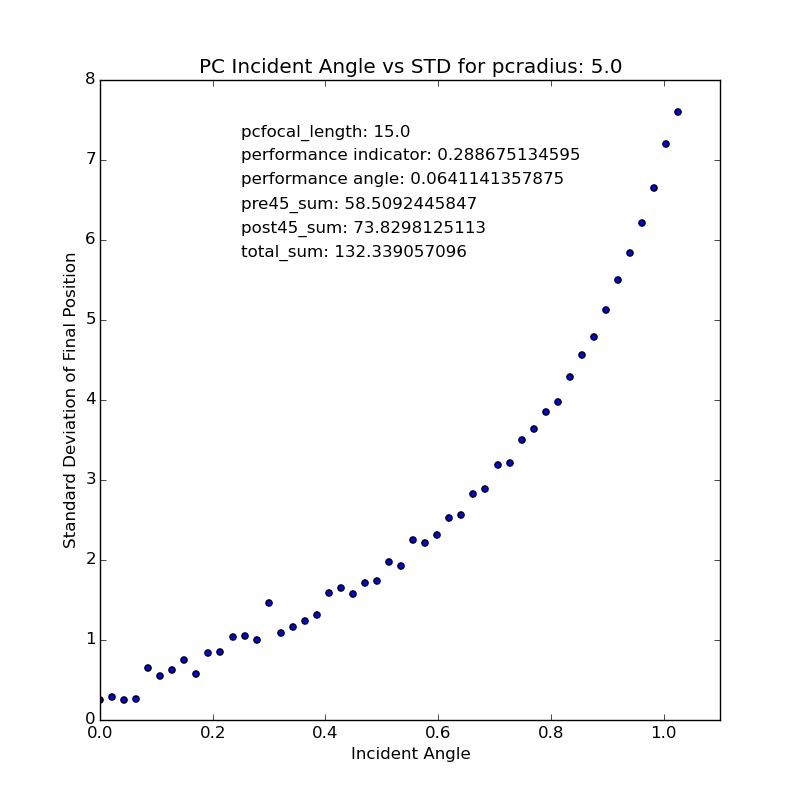 PC Incident Angle vs STD for pcradius: 5.0
8
7
6
5
4
3
2
1
0
Standard Deviation of Final Position
pcfocal_length: 15.0
performance indicator: 0.288675134595
performance angle: 0.0641141357875
pre45_sum: 58.5092445847
post45_sum: 73.8298125113
total_sum: 132.339057096
0.0 0.2 0.4 0.6 0.8 1.0
Incident Angle